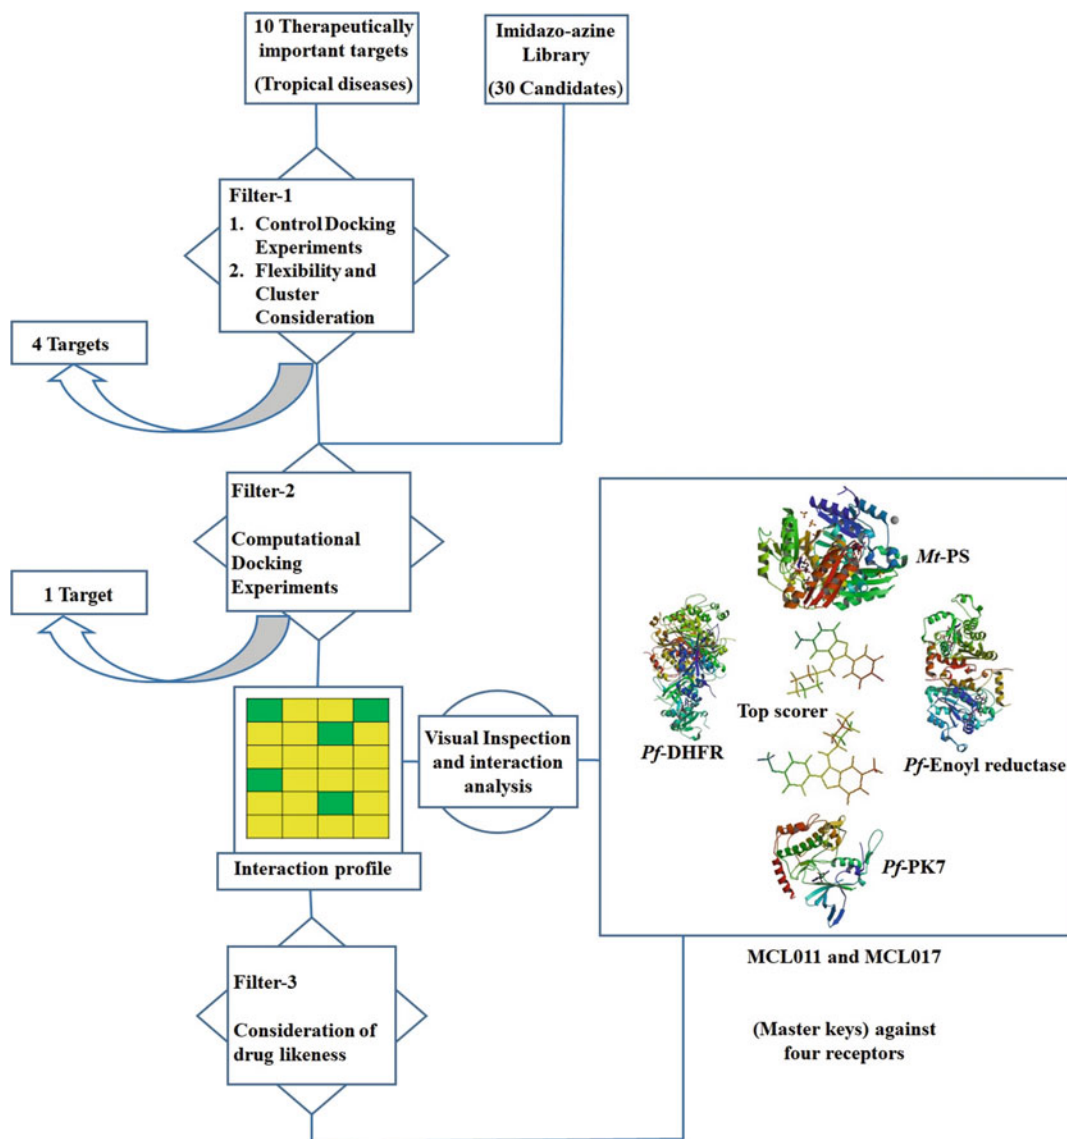 10 Therapeutically
important targets
(Tropical diseases)
Imidazo-azine
Library
(30 Candidates)
Filter-1
1. Control Docking
Experiments
2. Flexibility and
Cluster
Consideration
4 Targets
Filter-2
Computational
Docking
Experiments
1 Target
Interaction profile
Visual Inspection
and interaction
analysis
Mt-PS
Top scorer
Pf-DHFR
Pf-Enoyl reductase
Pf-PK7
MCL011 and MCL017
(Master keys) against
four receptors
Filter-3
Consideration of
drug likeness